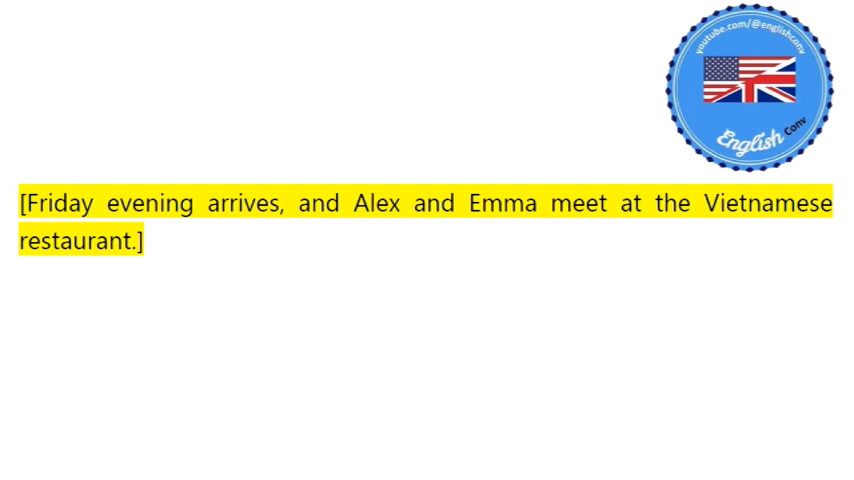 youtube.com/@englishconv
English Conv
[Friday evening arrives, and Alex and Emma meet at the Vietnamese
restaurant.]